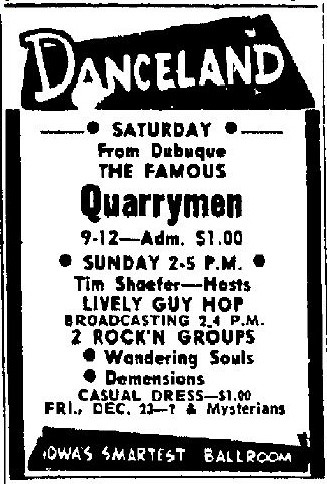 DANCELAND
● SATURDAY ●
From Dubuque
THE FAMOUS
Quarrymen
9-12—Adm. $1.00
● SUNDAY 2-5 P.M. ●
Tim Shaefer—Hosts
LIVELY GUY HOP
BROADCASTING 2-4 P.M.
2 ROCK'N GROUPS
● Wandering Souls
● Demensions
CASUAL DRESS—$1.00
FRI., DEC. 23—? & Mysterians
IOWA'S SMARTEST BALLROOM